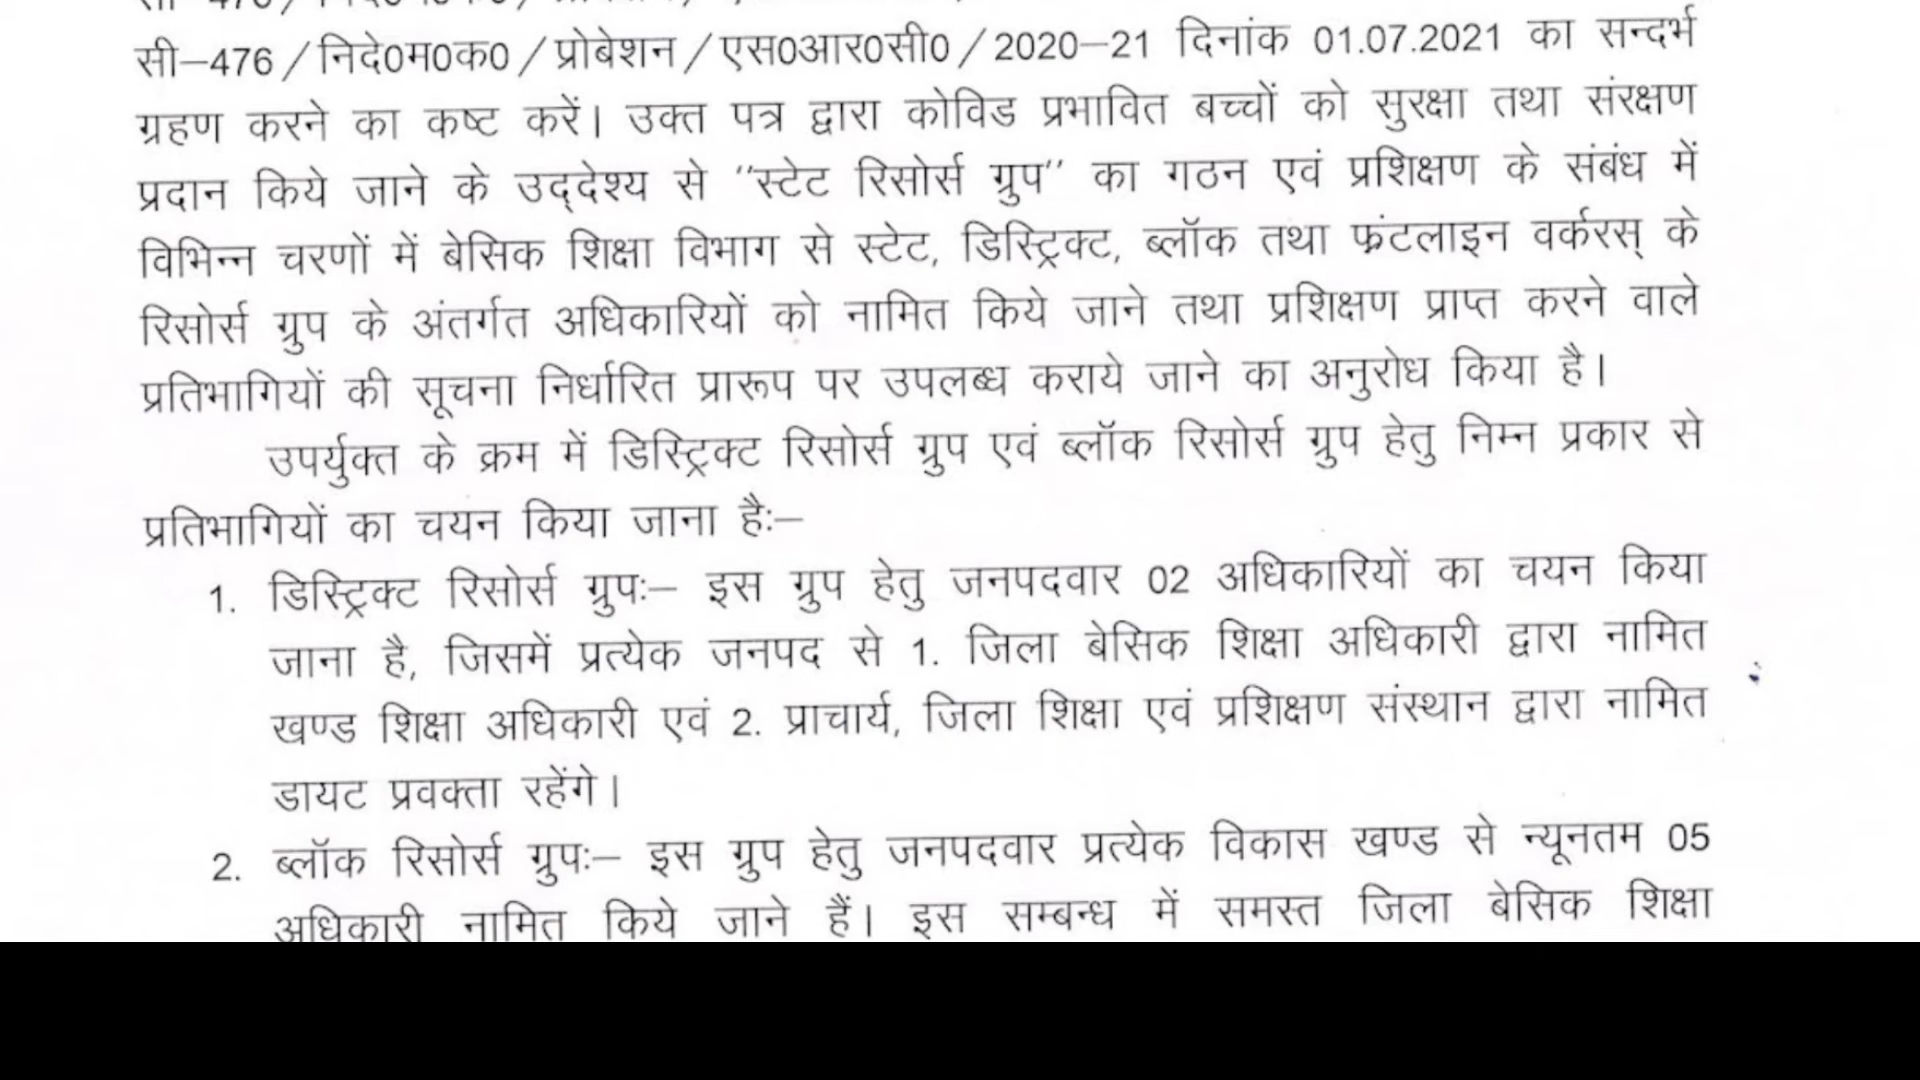 सी–476/निदे0म0क0/प्रोबेशन/एस0आर0सी0/2020–21 दिनांक 01.07.2021 का सन्दर्भ
ग्रहण करने का कष्ट करें। उक्त पत्र द्वारा कोविड प्रभावित बच्चों को सुरक्षा तथा संरक्षण
प्रदान किये जाने के उद्देश्य से "स्टेट रिसोर्स ग्रुप" का गठन एवं प्रशिक्षण के संबंध में
विभिन्न चरणों में बेसिक शिक्षा विभाग से स्टेट, डिस्ट्रिक्ट, ब्लॉक तथा फ्रंटलाइन वर्करस् के
रिसोर्स ग्रुप के अंतर्गत अधिकारियों को नामित किये जाने तथा प्रशिक्षण प्राप्त करने वाले
प्रतिभागियों की सूचना निर्धारित प्रारूप पर उपलब्ध कराये जाने का अनुरोध किया है।
उपर्युक्त के क्रम में डिस्ट्रिक्ट रिसोर्स ग्रुप एवं ब्लॉक रिसोर्स ग्रुप हेतु निम्न प्रकार से
प्रतिभागियों का चयन किया जाना हैः–
1. डिस्ट्रिक्ट रिसोर्स ग्रुपः– इस ग्रुप हेतु जनपदवार 02 अधिकारियों का चयन किया
जाना है, जिसमें प्रत्येक जनपद से 1. जिला बेसिक शिक्षा अधिकारी द्वारा नामित
खण्ड शिक्षा अधिकारी एवं 2. प्राचार्य, जिला शिक्षा एवं प्रशिक्षण संस्थान द्वारा नामित
डायट प्रवक्ता रहेंगे।
2. ब्लॉक रिसोर्स ग्रुपः– इस ग्रुप हेतु जनपदवार प्रत्येक विकास खण्ड से न्यूनतम 05
अधिकारी नामित किये जाने हैं। इस सम्बन्ध में समस्त जिला बेसिक शिक्षा